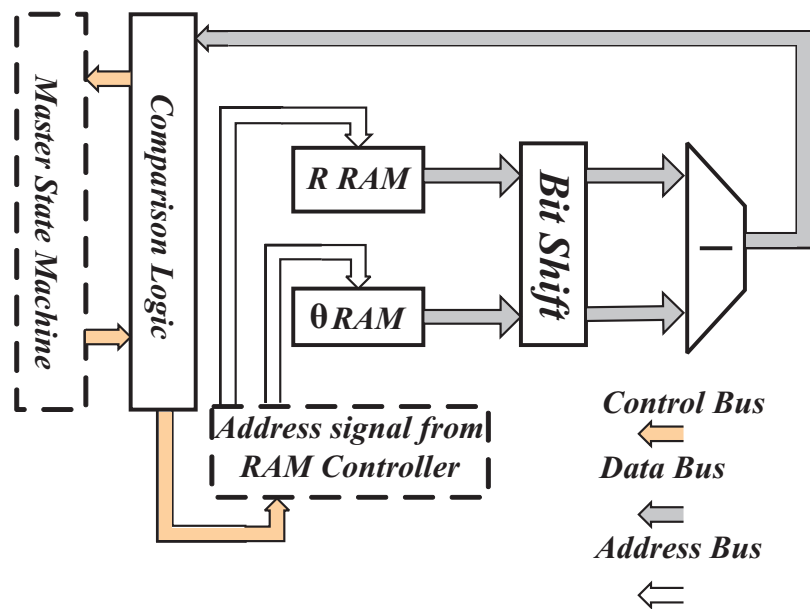 Master State Machine
Comparison Logic
R RAM
θ RAM
Bit Shift
Address signal from
RAM Controller
Control Bus
Data Bus
Address Bus